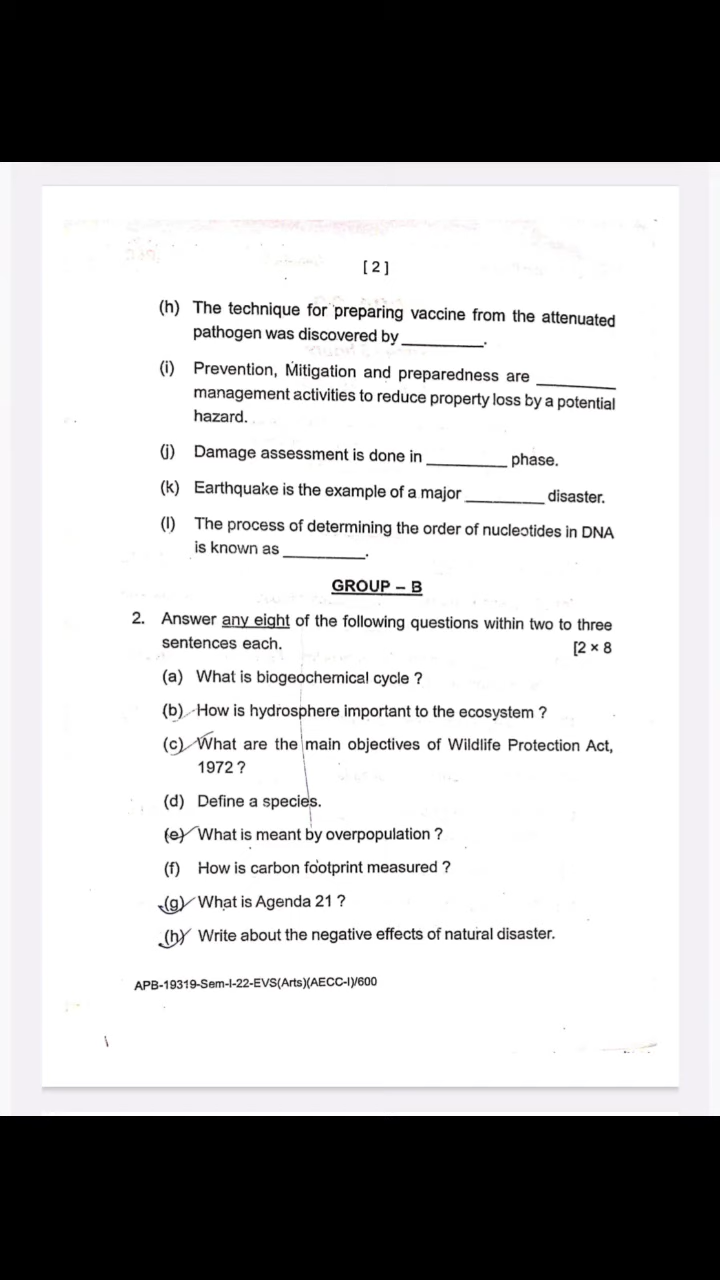 [ 2 ]
(h) The technique for preparing vaccine from the attenuated
pathogen was discovered by ________.
(i) Prevention, Mitigation and preparedness are ________
management activities to reduce property loss by a potential
hazard.
(j) Damage assessment is done in ________ phase.
(k) Earthquake is the example of a major ________ disaster.
(l) The process of determining the order of nucleotides in DNA
is known as ________.
GROUP – B
2. Answer any eight of the following questions within two to three
sentences each. [2 × 8
(a) What is biogeochemical cycle ?
(b) How is hydrosphere important to the ecosystem ?
(c) What are the main objectives of Wildlife Protection Act,
1972 ?
(d) Define a species.
(e) What is meant by overpopulation ?
(f) How is carbon footprint measured ?
(g) What is Agenda 21 ?
(h) Write about the negative effects of natural disaster.
APB-19319-Sem-I-22-EVS(Arts)(AECC-I)/600